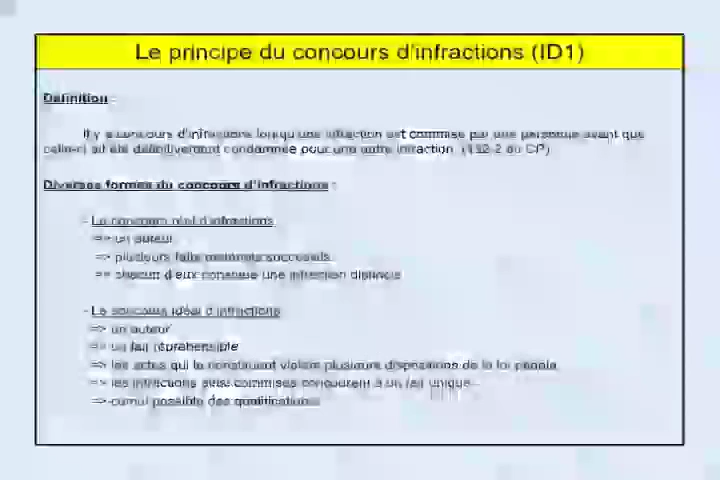 Le principe du concours d'infractions (ID1)
Définition :
Il y a concours d'infractions lorsqu'une infraction est commise par une personne avant que
celle-ci ait été définitivement condamnée pour une autre infraction. (132-2 du CP)
Diverses formes du concours d'infractions :
- Le concours réel d'infractions
=> un auteur
=> plusieurs faits matériels successifs
=> chacun d'eux constitue une infraction distincte
- Le concours idéal d'infractions
=> un auteur
=> un fait répréhensible
=> les actes qui le constituent violent plusieurs dispositions de la loi pénale
=> les infractions commises concourent à un fait unique
=> cumul possible des qualifications